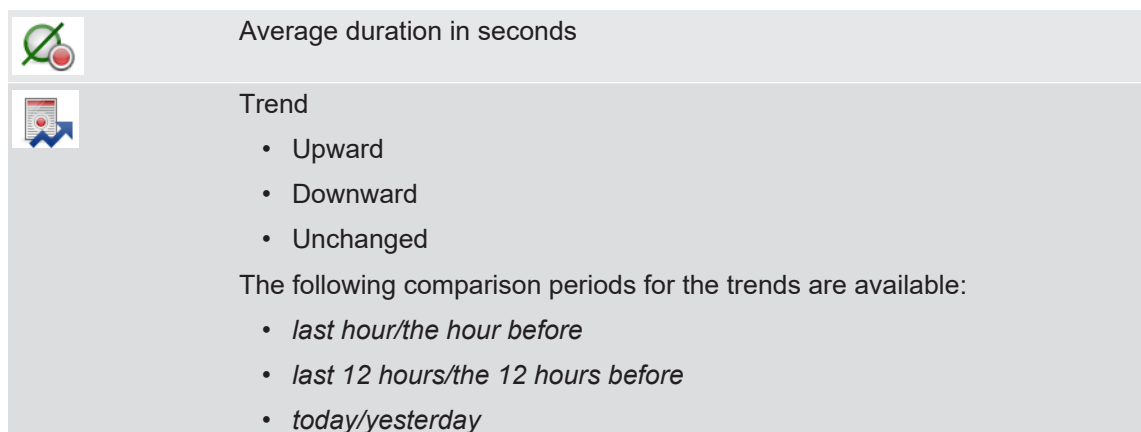 Average duration in seconds
Trend
• Upward
• Downward
• Unchanged
The following comparison periods for the trends are available:
• last hour/the hour before
• last 12 hours/the 12 hours before
• today/yesterday